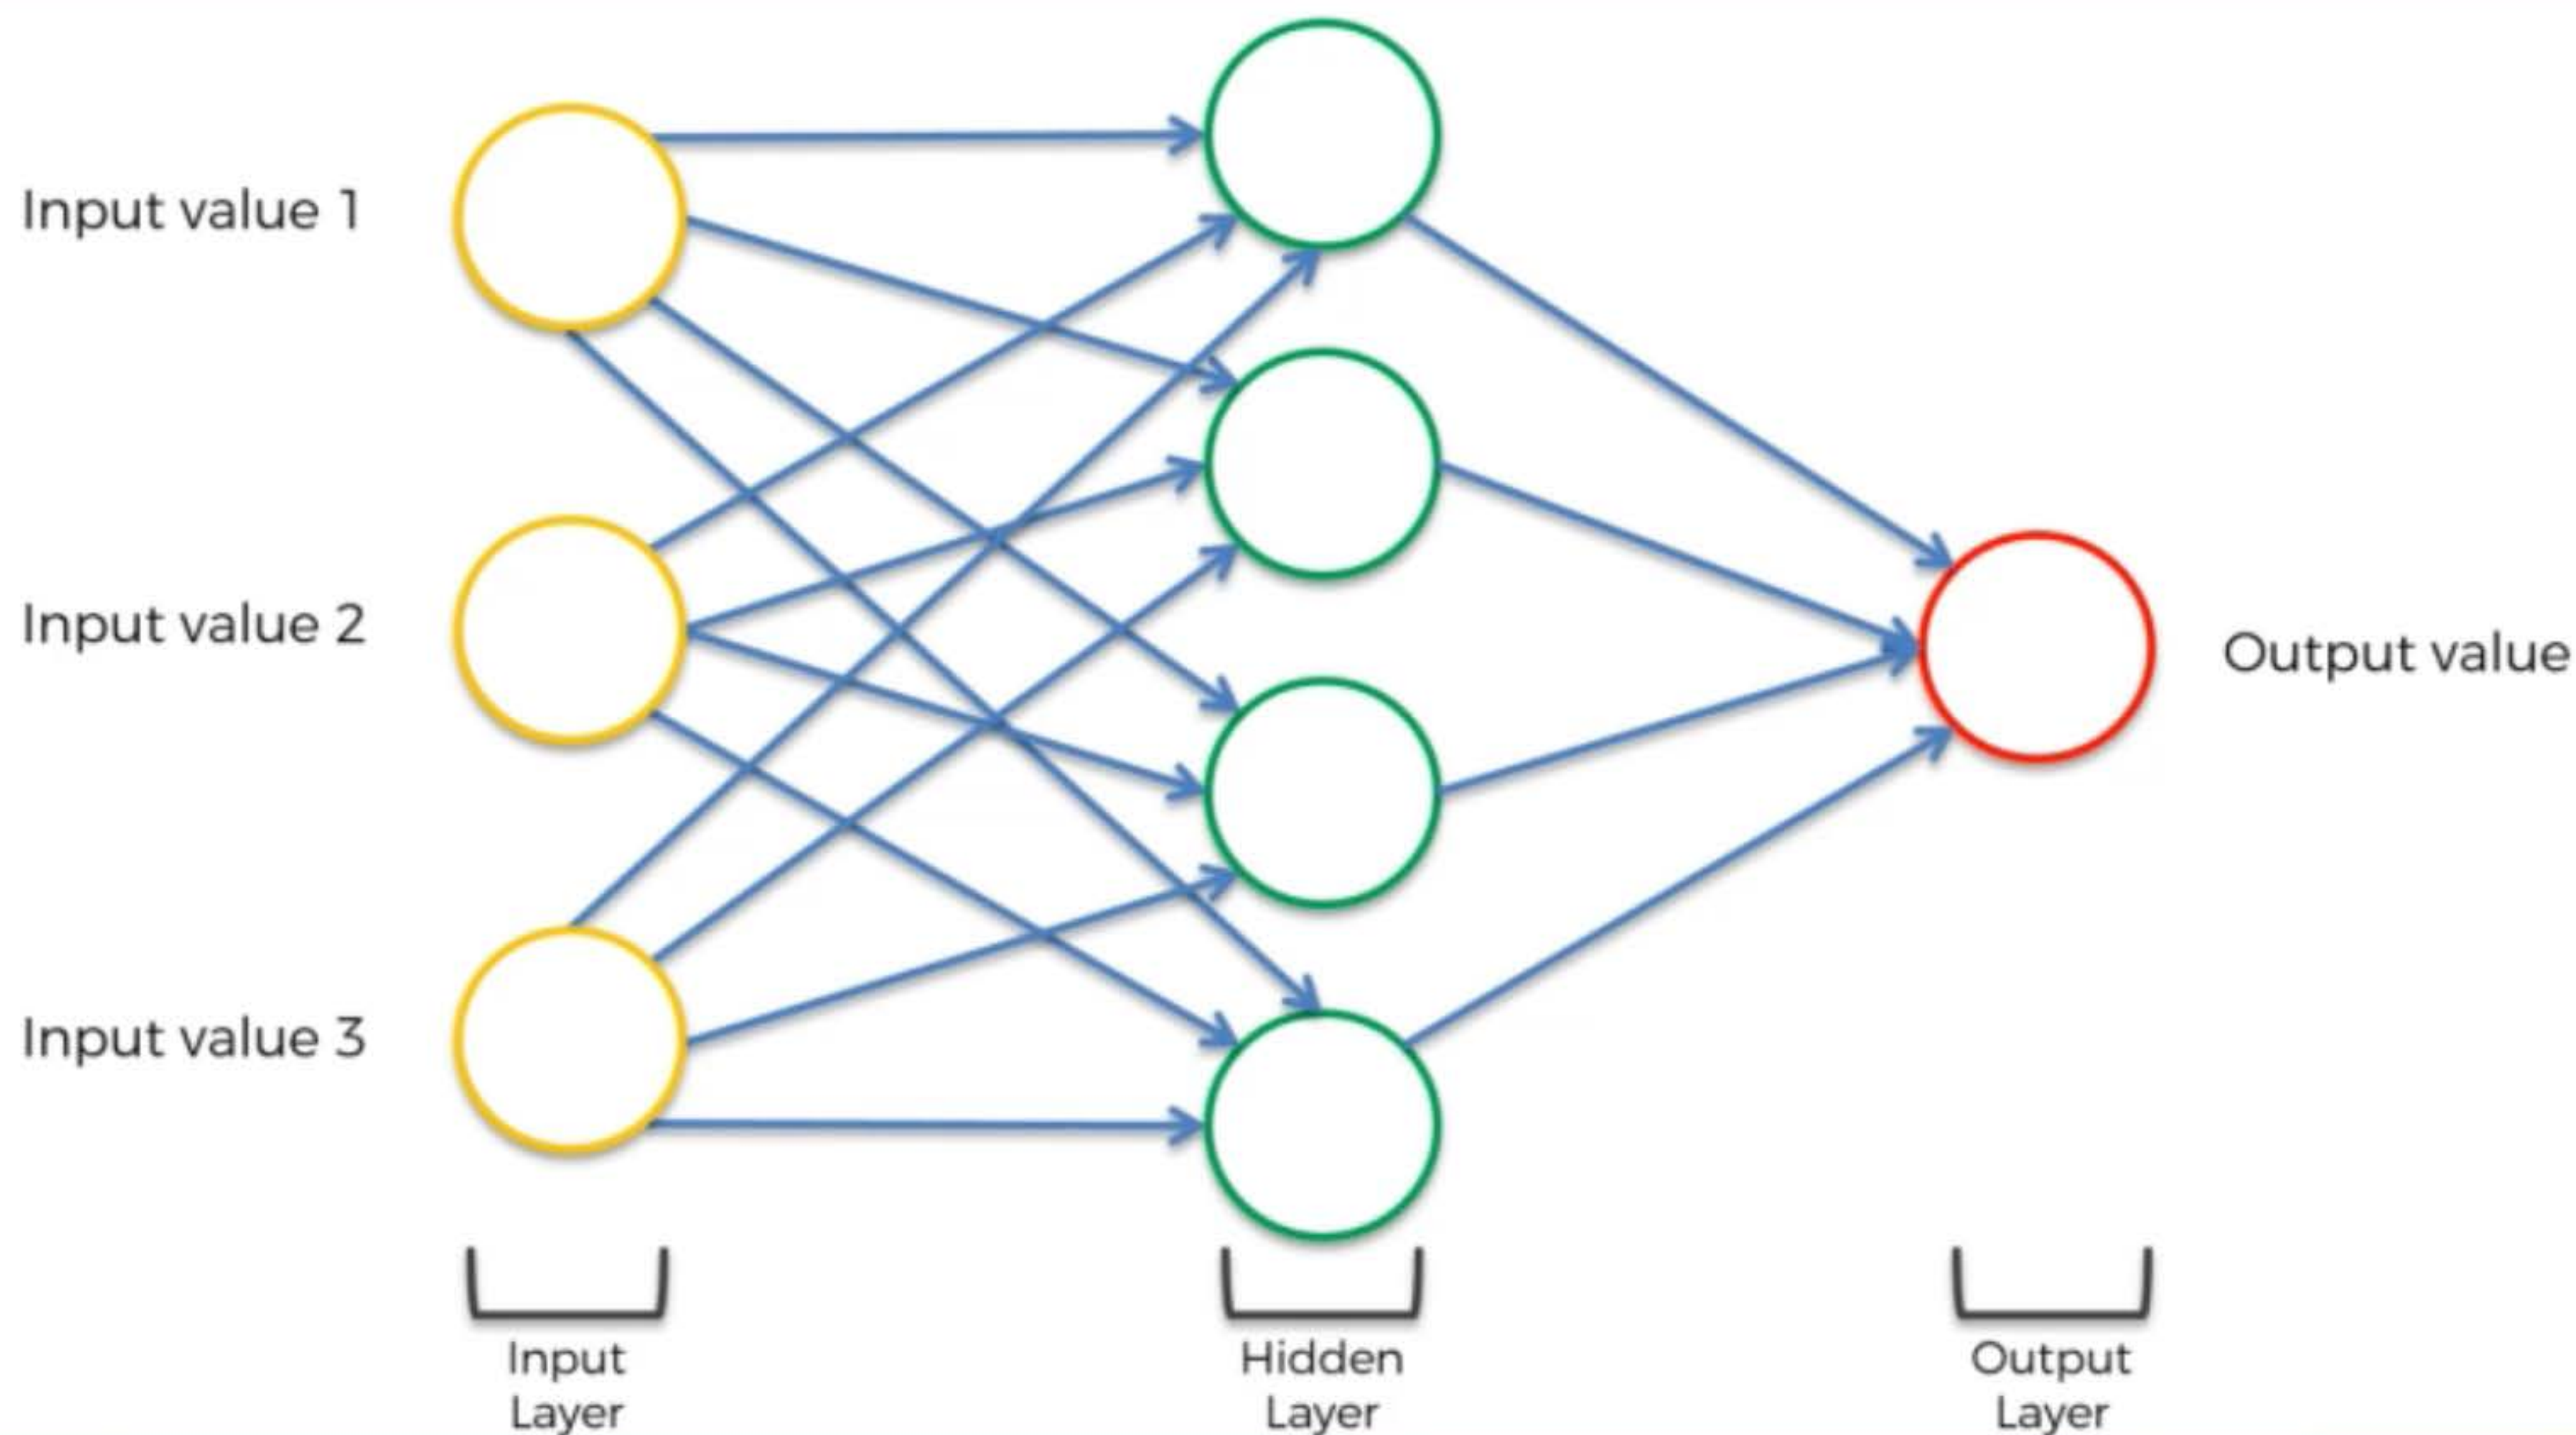 Input value 1
Input value 2
Output value
Input value 3
Input
Layer
Hidden
Layer
Output
Layer